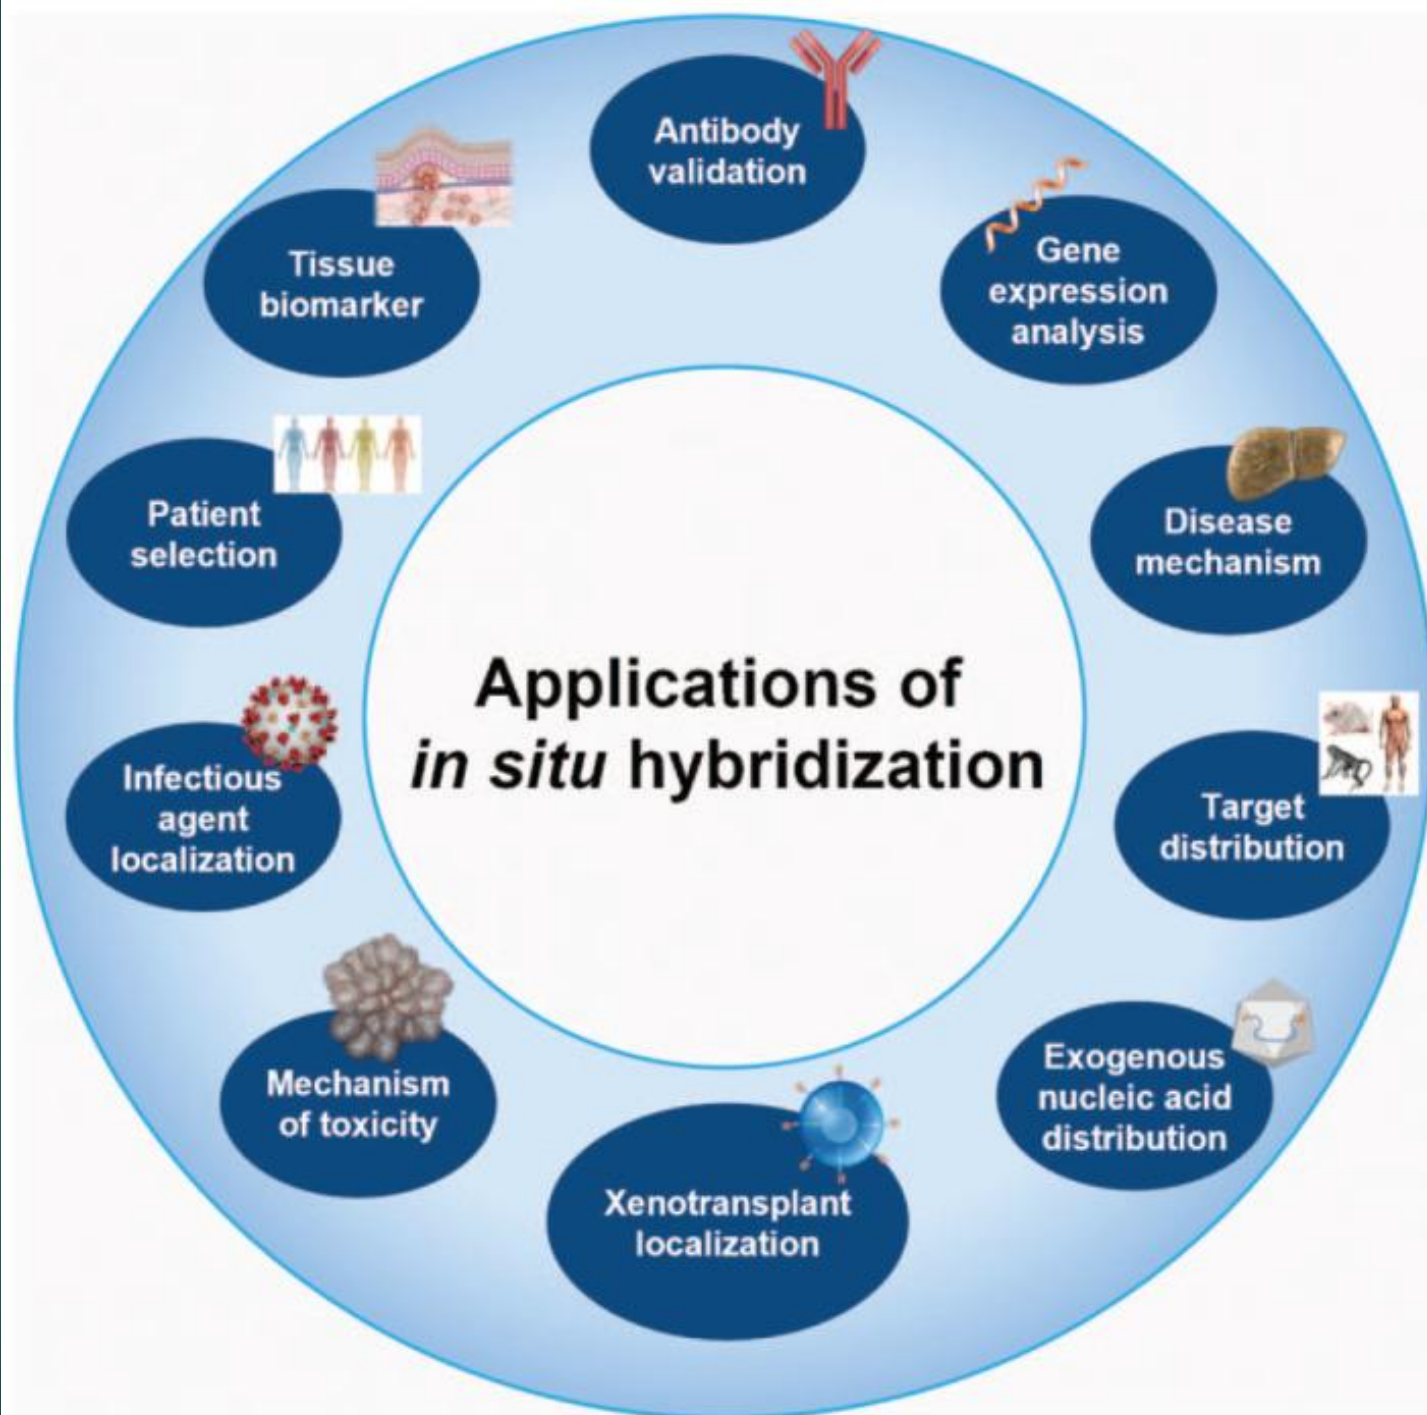 Applications of
in situ hybridization
Antibody
validation
Gene
expression
analysis
Disease
mechanism
Target
distribution
Exogenous
nucleic acid
distribution
Xenotransplant
localization
Mechanism
of toxicity
Infectious
agent
localization
Patient
selection
Tissue
biomarker